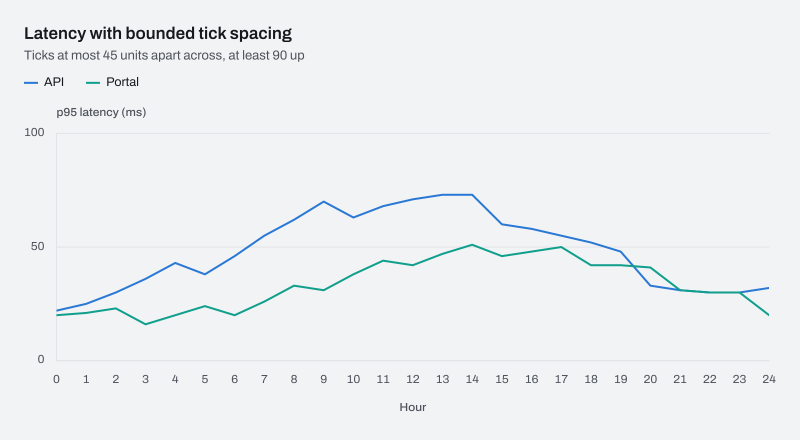 Latency with bounded tick spacing
Ticks at most 45 units apart across, at least 90 up
API Portal
p95 latency (ms)
100
50
0
0 1 2 3 4 5 6 7 8 9 10 11 12 13 14 15 16 17 18 19 20 21 22 23 24
Hour